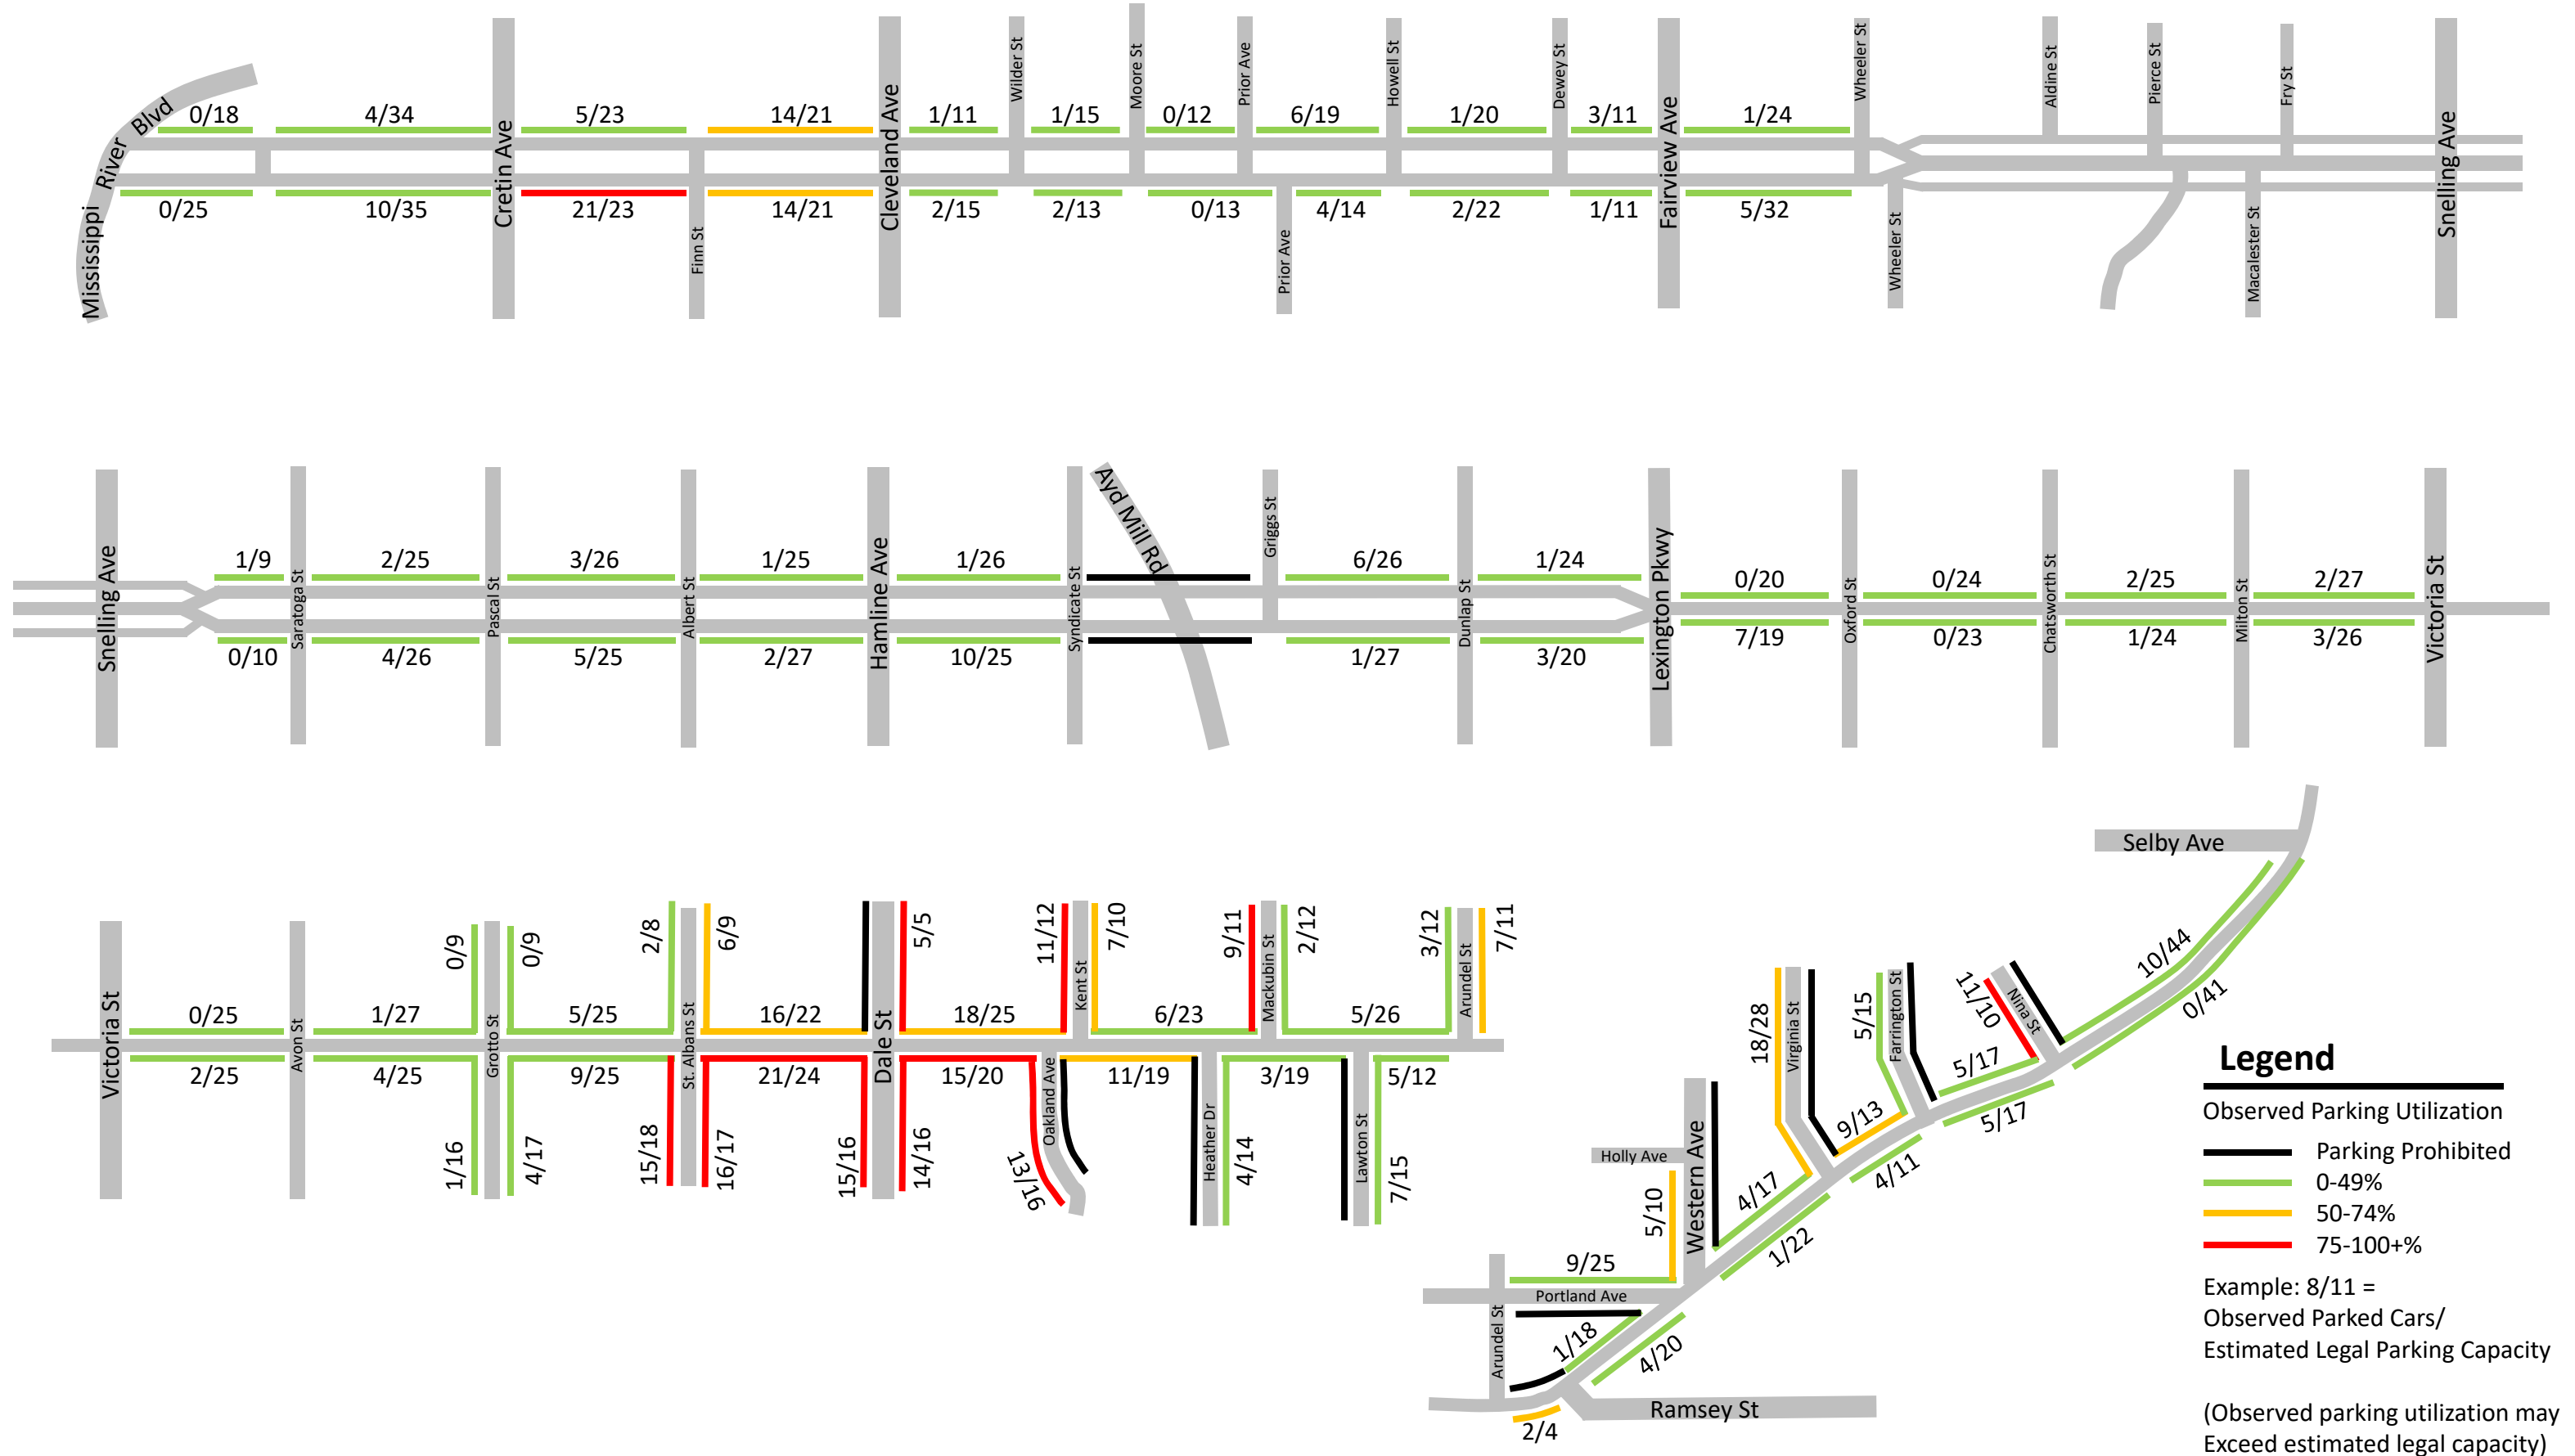 Mississippi River Blvd
0/18
4/34
Cretin Ave
5/23
14/21
Cleveland Ave
1/11
Wilder St
1/15
Moore St
0/12
Prior Ave
6/19
Howell St
1/20
Dewey St
3/11
Fairview Ave
1/24
Wheeler St
Aldine St
Pierce St
Fry St
Snelling Ave
0/25
10/35
21/23
Finn St
14/21
2/15
2/13
0/13
Prior Ave
4/14
2/22
1/11
5/32
Wheeler St
Macalester St
Snelling Ave
1/9
Saratoga St
2/25
Pascal St
3/26
Albert St
1/25
Hamline Ave
1/26
Syndicate St
Ayd Mill Rd
Griggs St
6/26
Dunlap St
1/24
Lexington Pkwy
0/20
Oxford St
0/24
Chatsworth St
2/25
Milton St
2/27
Victoria St
0/10
4/26
5/25
2/27
10/25
1/27
3/20
7/19
0/23
1/24
3/26
Victoria St
0/25
Avon St
1/27
0/9
Grotto St
0/9
5/25
2/8
St. Albans St
6/9
16/22
Dale St
5/5
18/25
11/12
Kent St
7/10
6/23
9/11
Mackubin St
2/12
5/26
3/12
Arundel St
7/11
2/25
4/25
1/16
4/17
9/25
15/18
16/17
21/24
15/16
14/16
15/20
13/16
Oakland Ave
11/19
Heather Dr
4/14
3/19
Lawton St
7/15
5/12
Selby Ave
10/44
0/41
Nina St
11/10
5/17
5/17
Farrington St
5/15
9/13
4/11
Virginia St
18/28
4/17
1/22
Holly Ave
Western Ave
5/10
9/25
Portland Ave
Arundel St
1/18
4/20
Ramsey St
2/4
Legend
Observed Parking Utilization
Parking Prohibited
0-49%
50-74%
75-100+%
Example: 8/11 =
Observed Parked Cars/
Estimated Legal Parking Capacity
(Observed parking utilization may
Exceed estimated legal capacity)